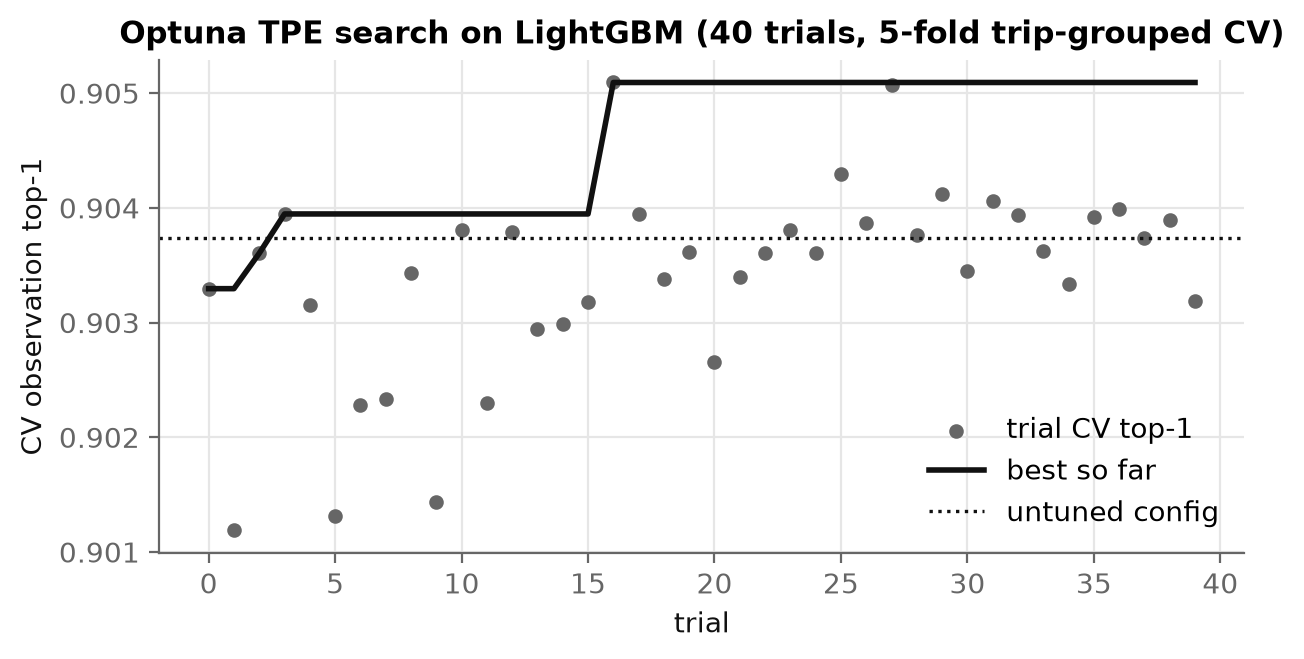 Optuna TPE search on LightGBM (40 trials, 5-fold trip-grouped CV)
CV observation top-1
0.905
0.904
0.903
0.902
0.901
trial CV top-1
best so far
untuned config
0 5 10 15 20 25 30 35 40
trial